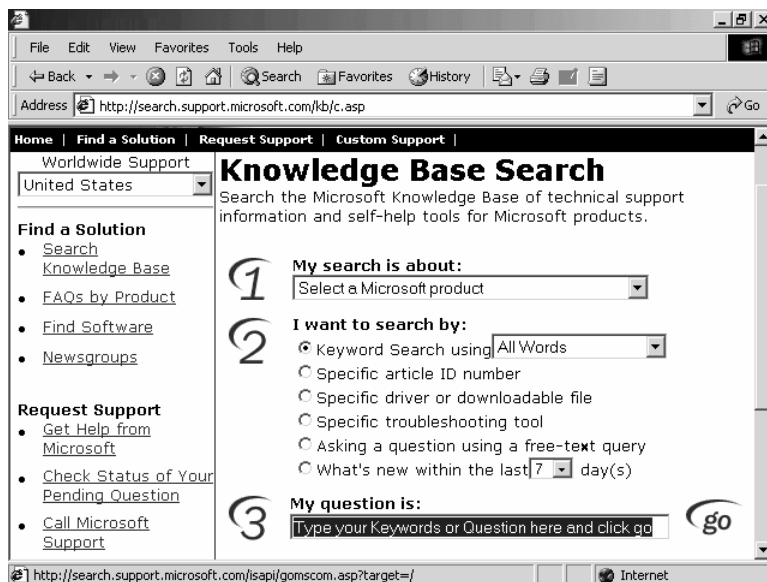 File Edit View Favorites Tools Help
Back Search Favorites History
Address http://search.support.microsoft.com/kb/c.asp Go
Home | Find a Solution | Request Support | Custom Support |
Worldwide Support
United States
Find a Solution
Search
Knowledge Base
FAQs by Product
Find Software
Newsgroups
Request Support
Get Help from
Microsoft
Check Status of Your
Pending Question
Call Microsoft
Support
Knowledge Base Search
Search the Microsoft Knowledge Base of technical support
information and self-help tools for Microsoft products.
1 My search is about:
Select a Microsoft product
2 I want to search by:
Keyword Search using All Words
Specific article ID number
Specific driver or downloadable file
Specific troubleshooting tool
Asking a question using a free-text query
What's new within the last 7 day(s)
3 My question is:
Type your Keywords or Question here and click go
go
http://search.support.microsoft.com/isapi/gomscom.asp?target=/ Internet